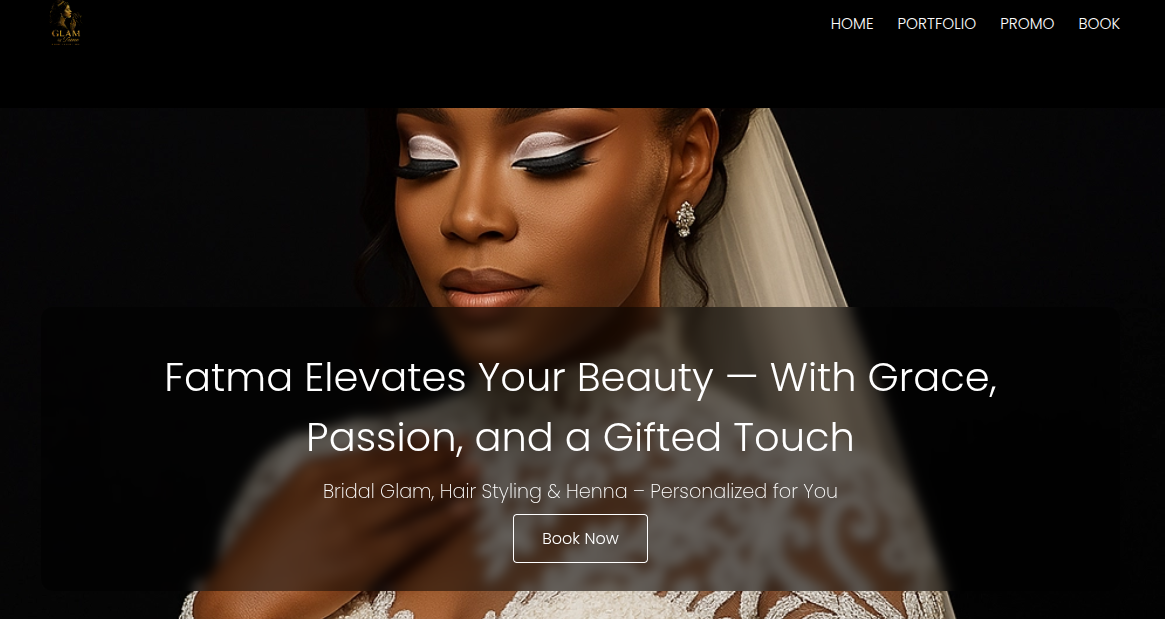 GLAM
HOME PORTFOLIO PROMO BOOK
Fatma Elevates Your Beauty — With Grace,
Passion, and a Gifted Touch
Bridal Glam, Hair Styling & Henna – Personalized for You
Book Now